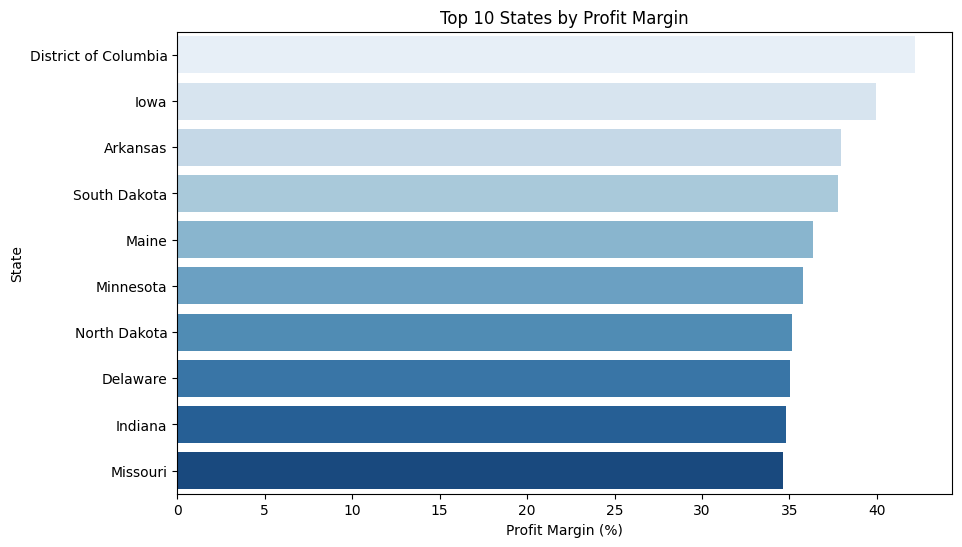 Top 10 States by Profit Margin
District of Columbia
Iowa
Arkansas
South Dakota
Maine
Minnesota
North Dakota
Delaware
Indiana
Missouri
State
0 5 10 15 20 25 30 35 40
Profit Margin (%)